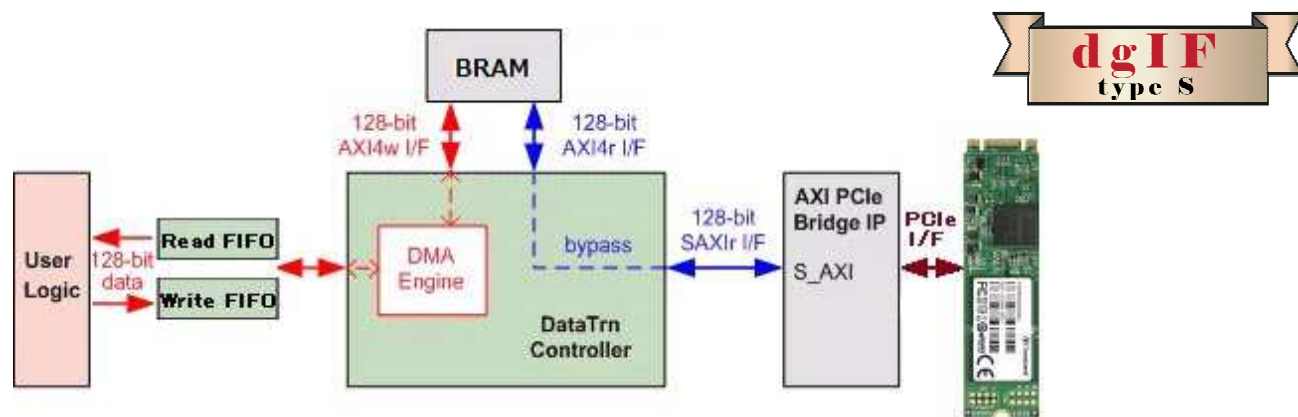 dgIF
type S
BRAM
128-bit
AXI4w I/F
128-bit
AXI4r I/F
User
Logic
Read FIFO
128-bit
data
Write FIFO
DMA
Engine
bypass
DataTrn
Controller
128-bit
SAXIr I/F
AXI PCIe
Bridge IP
S_AXI
PCIe
I/F
CE